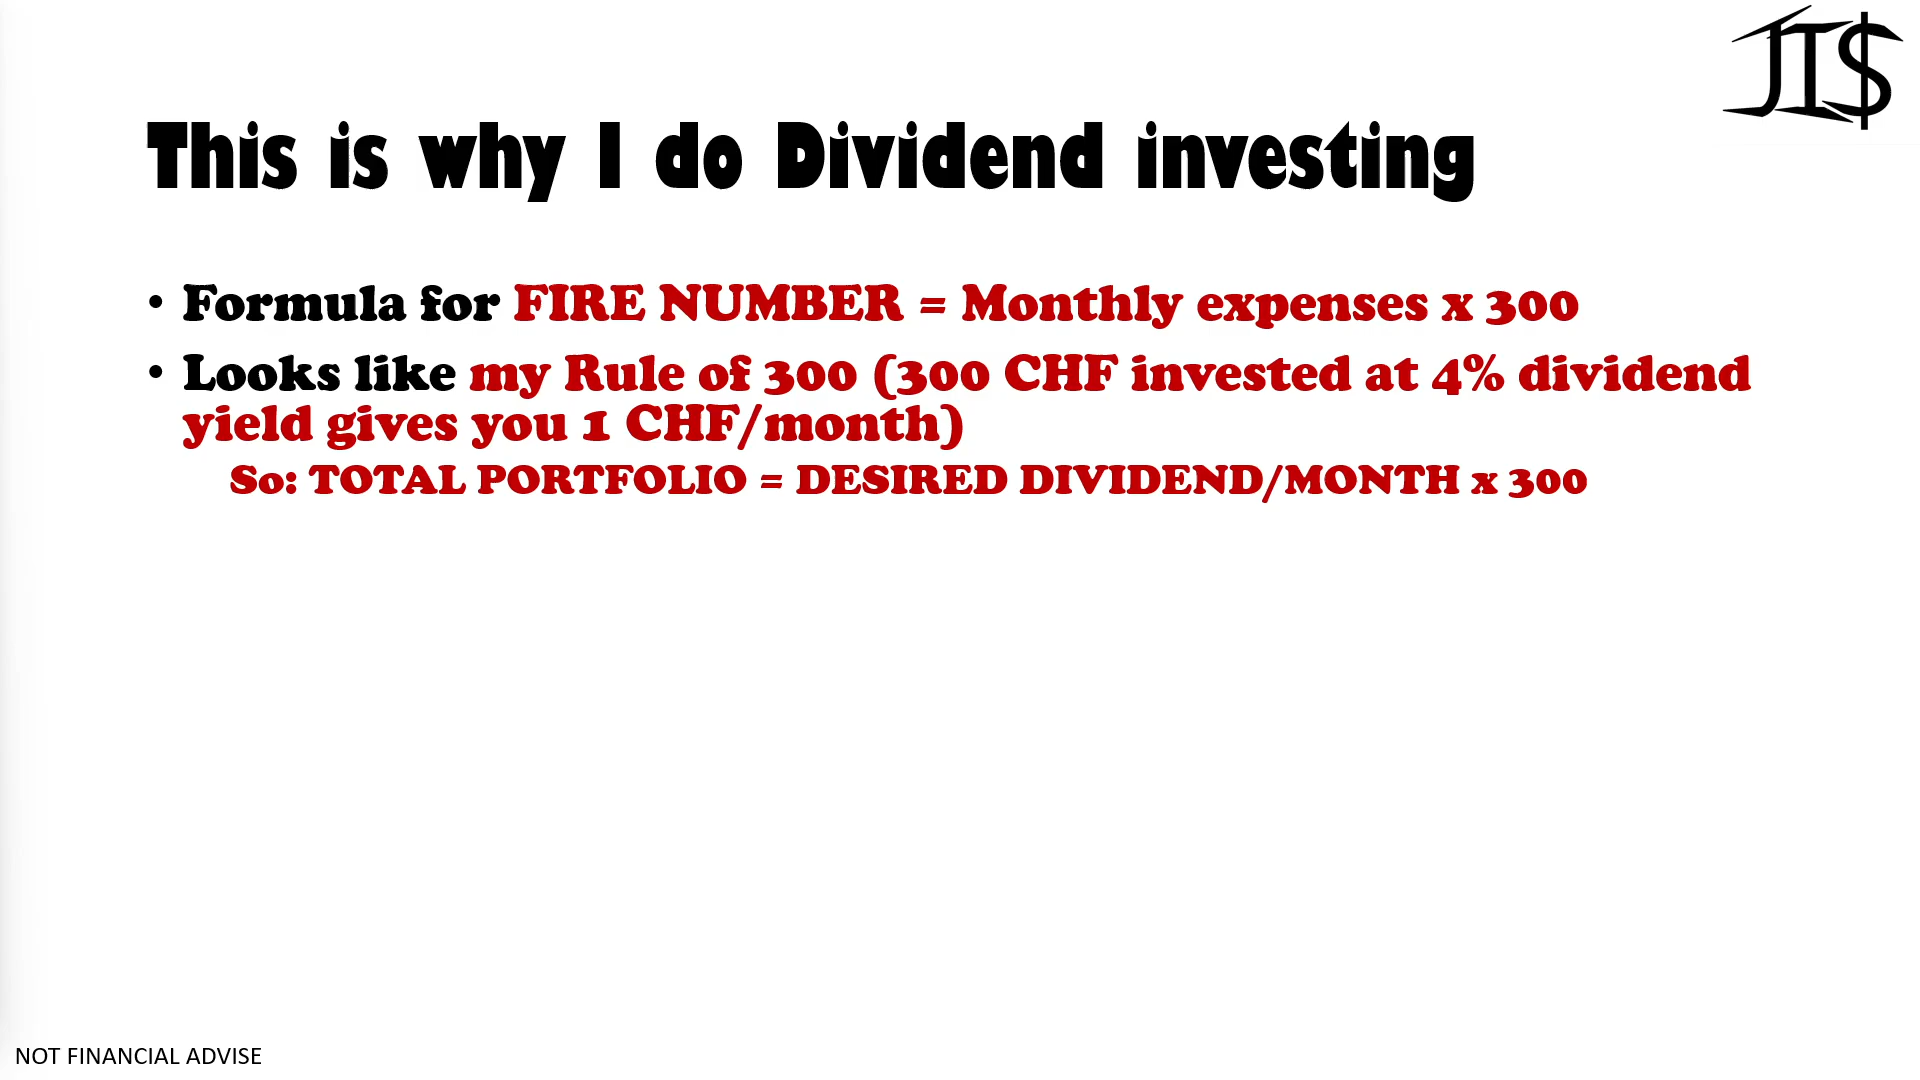 JI$
This is why I do Dividend investing
• Formula for FIRE NUMBER = Monthly expenses x 300
• Looks like my Rule of 300 (300 CHF invested at 4% dividend
yield gives you 1 CHF/month)
So: TOTAL PORTFOLIO = DESIRED DIVIDEND/MONTH x 300
NOT FINANCIAL ADVISE